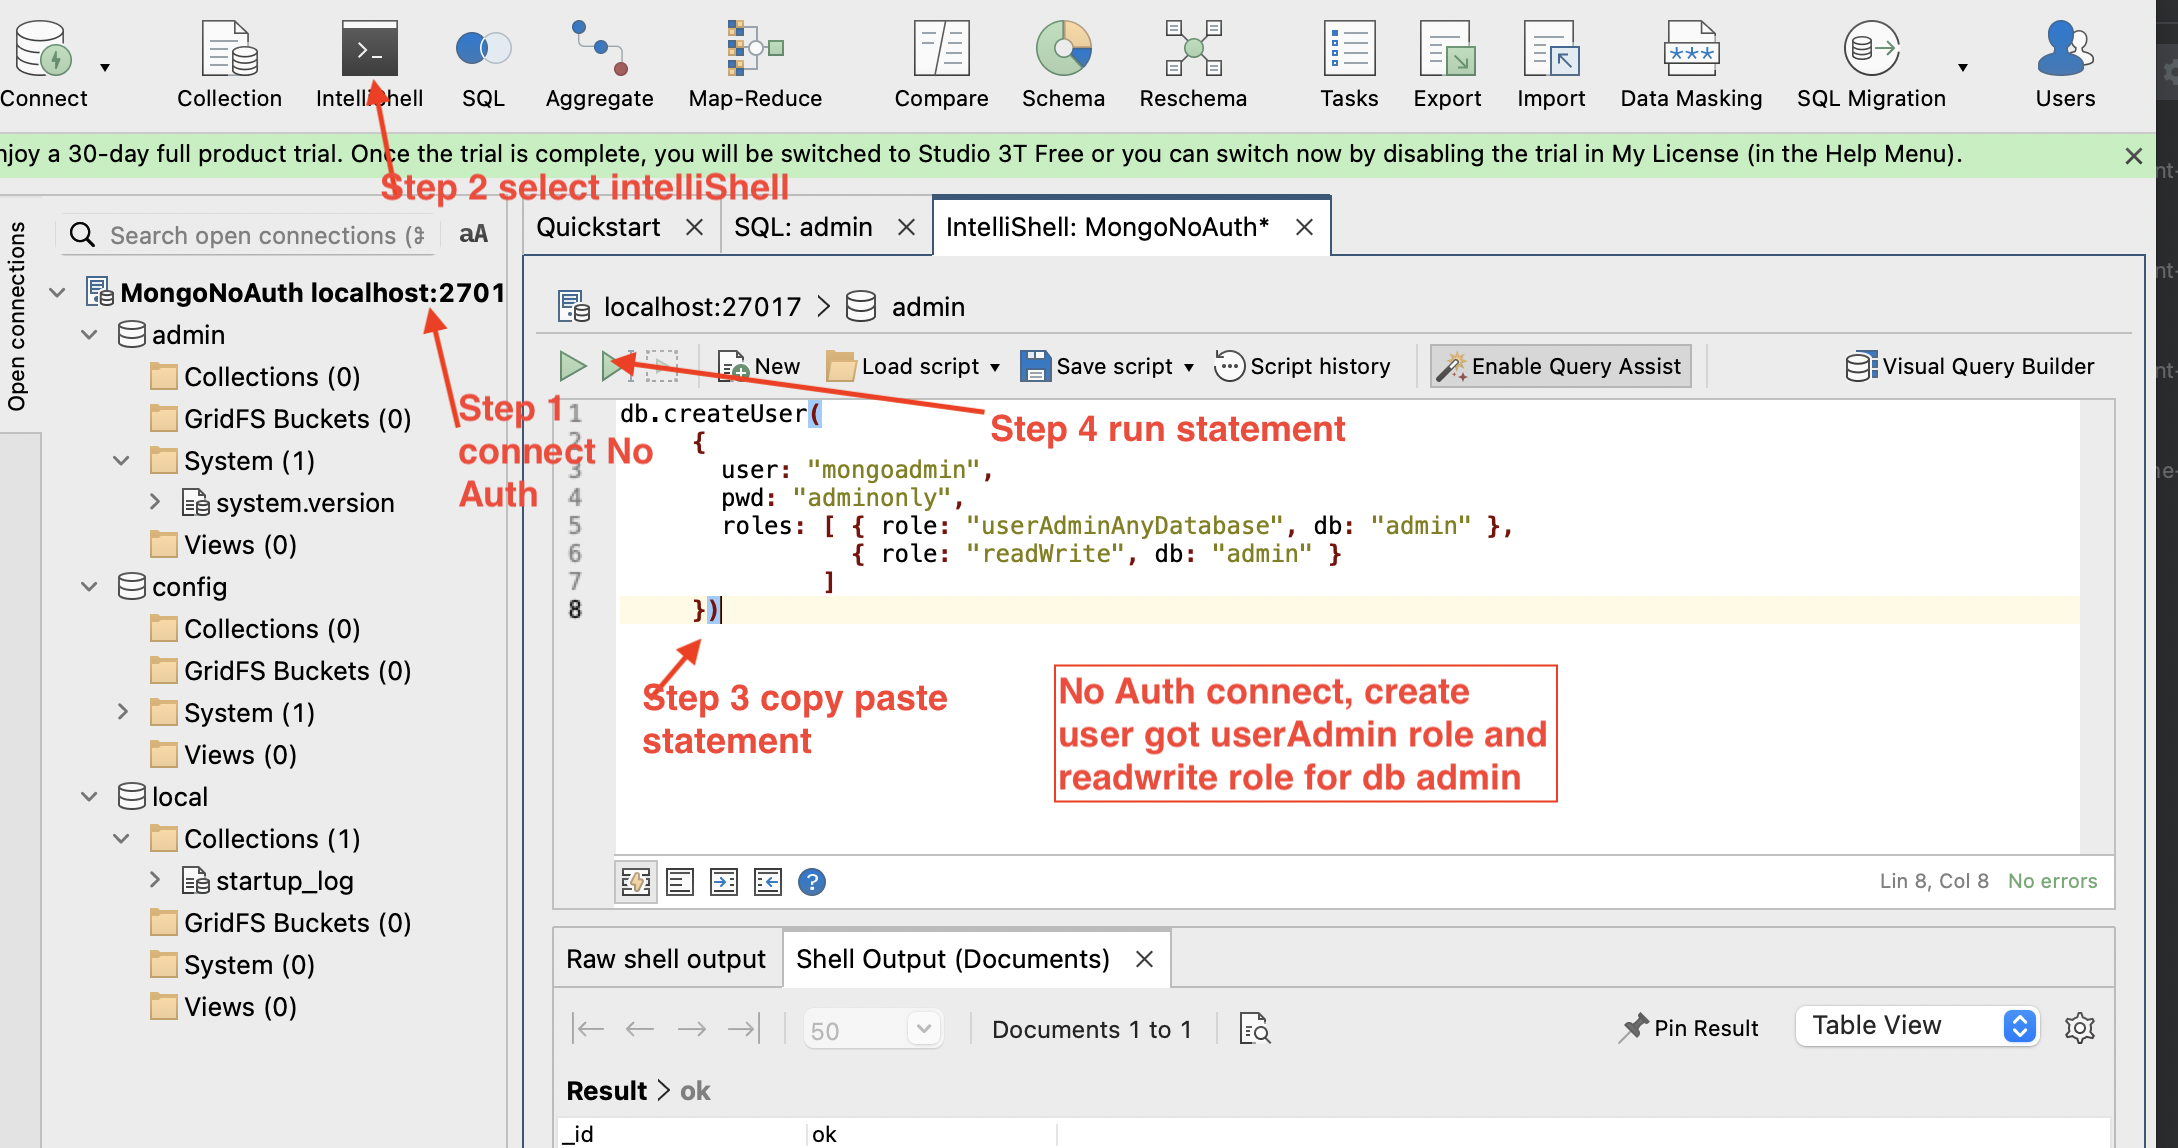 Connect
Collection
IntelliShell
SQL
Aggregate
Map-Reduce
Compare
Schema
Reschema
Tasks
Export
Import
Data Masking
SQL Migration
Users
njoy a 30-day full product trial. Once the trial is complete, you will be switched to Studio 3T Free or you can switch now by disabling the trial in My License (in the Help Menu).
Step 2 select intelliShell
Open connections
Search open connections (⌘
aA
MongoNoAuth localhost:2701
admin
Collections (0)
GridFS Buckets (0)
System (1)
system.version
Views (0)
config
Collections (0)
GridFS Buckets (0)
System (1)
Views (0)
local
Collections (1)
startup_log
GridFS Buckets (0)
System (0)
Views (0)
Step 1
connect No
Auth
Quickstart
SQL: admin
IntelliShell: MongoNoAuth*
localhost:27017 > admin
New
Load script
Save script
Script history
Enable Query Assist
Visual Query Builder
1 db.createUser(
2 {
3 user: "mongoadmin",
4 pwd: "adminonly",
5 roles: [ { role: "userAdminAnyDatabase", db: "admin" },
6 { role: "readWrite", db: "admin" }
7 ]
8 })
Step 4 run statement
Step 3 copy paste
statement
No Auth connect, create
user got userAdmin role and
readwrite role for db admin
?
Lin 8, Col 8 No errors
Raw shell output
Shell Output (Documents)
50
Documents 1 to 1
Pin Result
Table View
Result > ok
_id
ok